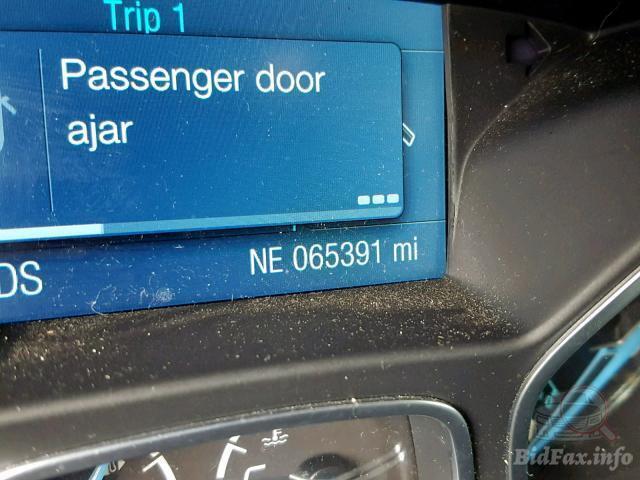 Trip 1
Passenger door
ajar
DS
NE 065391 mi
BidFax.info